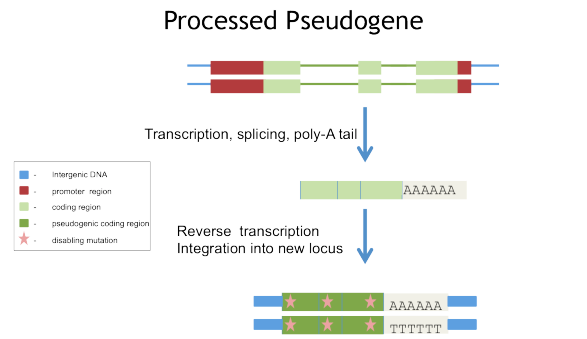 Processed Pseudogene
Transcription, splicing, poly-A tail
- Intergenic DNA
- promoter region
- coding region
- pseudogenic coding region
- disabling mutation
AAAAAA
Reverse transcription
Integration into new locus
AAAAAA
TTTTTT